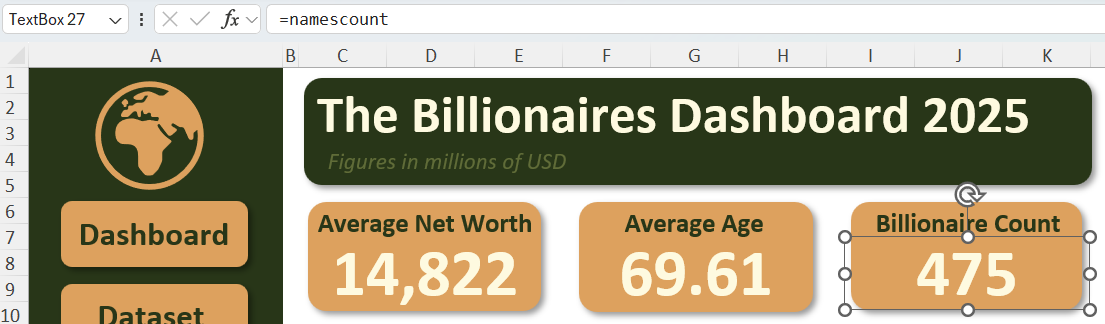 TextBox 27 fx =namescount
A B C D E F G H I J K
1
2
3
4
5
6
7
8
9
10
The Billionaires Dashboard 2025
Figures in millions of USD
Dashboard
Dataset
Average Net Worth
14,822
Average Age
69.61
Billionaire Count
475